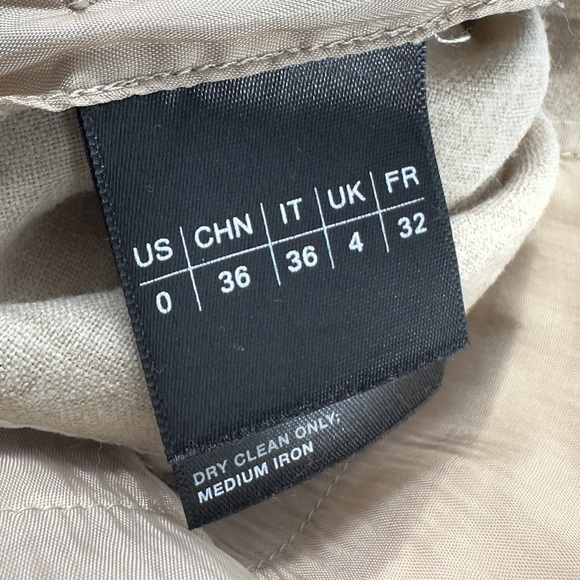 US CHN IT UK FR
0 36 36 4 32
DRY CLEAN ONLY;
MEDIUM IRON